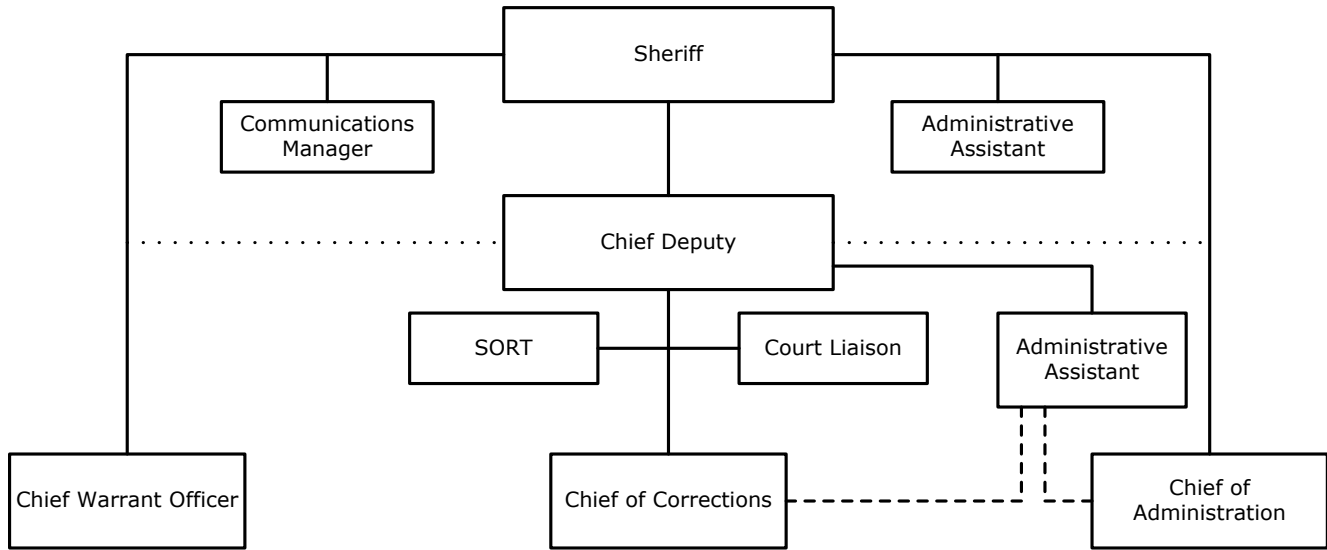 Sheriff
Communications
Manager
Administrative
Assistant
Chief Deputy
SORT
Court Liaison
Administrative
Assistant
Chief Warrant Officer
Chief of Corrections
Chief of
Administration